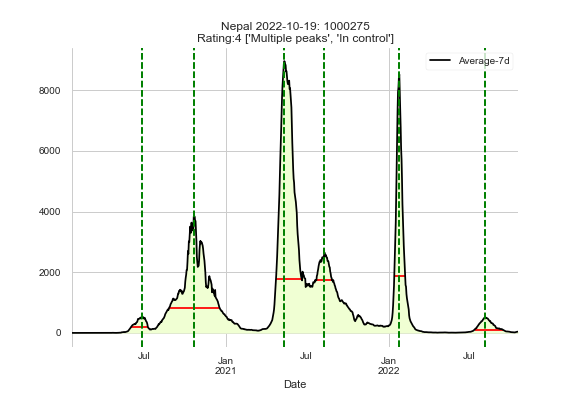 Nepal 2022-10-19: 1000275
Rating:4 ['Multiple peaks', 'In control']
Average-7d
8000
6000
4000
2000
0
Jul
Jan
2021
Jul
Jan
2022
Jul
Date